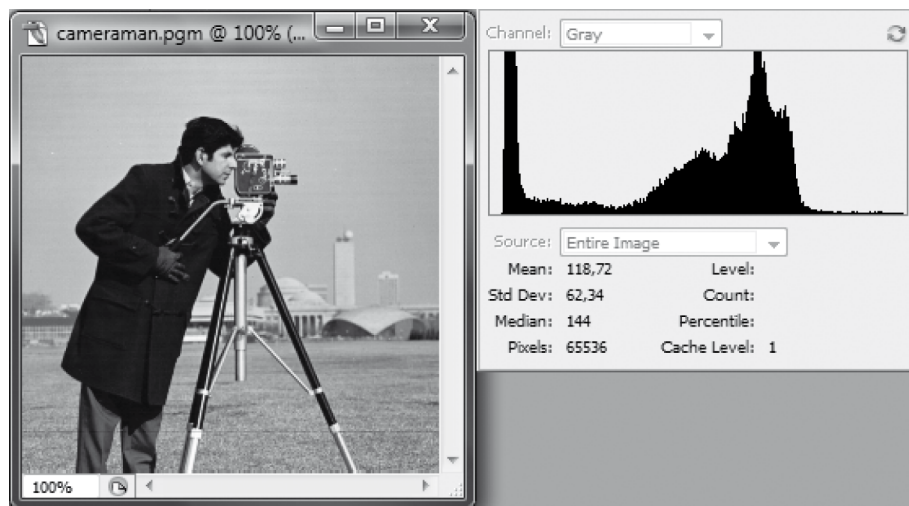 cameraman.pgm @ 100% (...
100%
Channel: Gray
Source: Entire Image
Mean: 118,72 Level:
Std Dev: 62,34 Count:
Median: 144 Percentile:
Pixels: 65536 Cache Level: 1